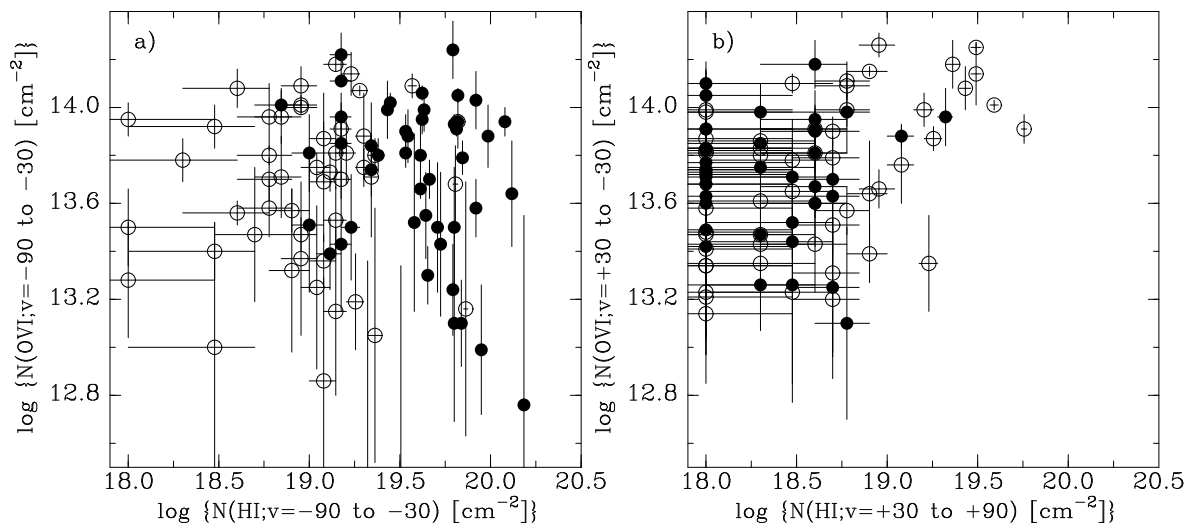 a)
14.0
13.6
13.2
12.8
18.0 18.5 19.0 19.5 20.0 20.5
log {N(OVI;v=−90 to −30) [cm−2]}
log {N(HI;v=−90 to −30) [cm−2]}
b)
14.0
13.6
13.2
12.8
18.0 18.5 19.0 19.5 20.0 20.5
log {N(OVI;v=+30 to −30) [cm−2]}
log {N(HI;v=+30 to +90) [cm−2]}